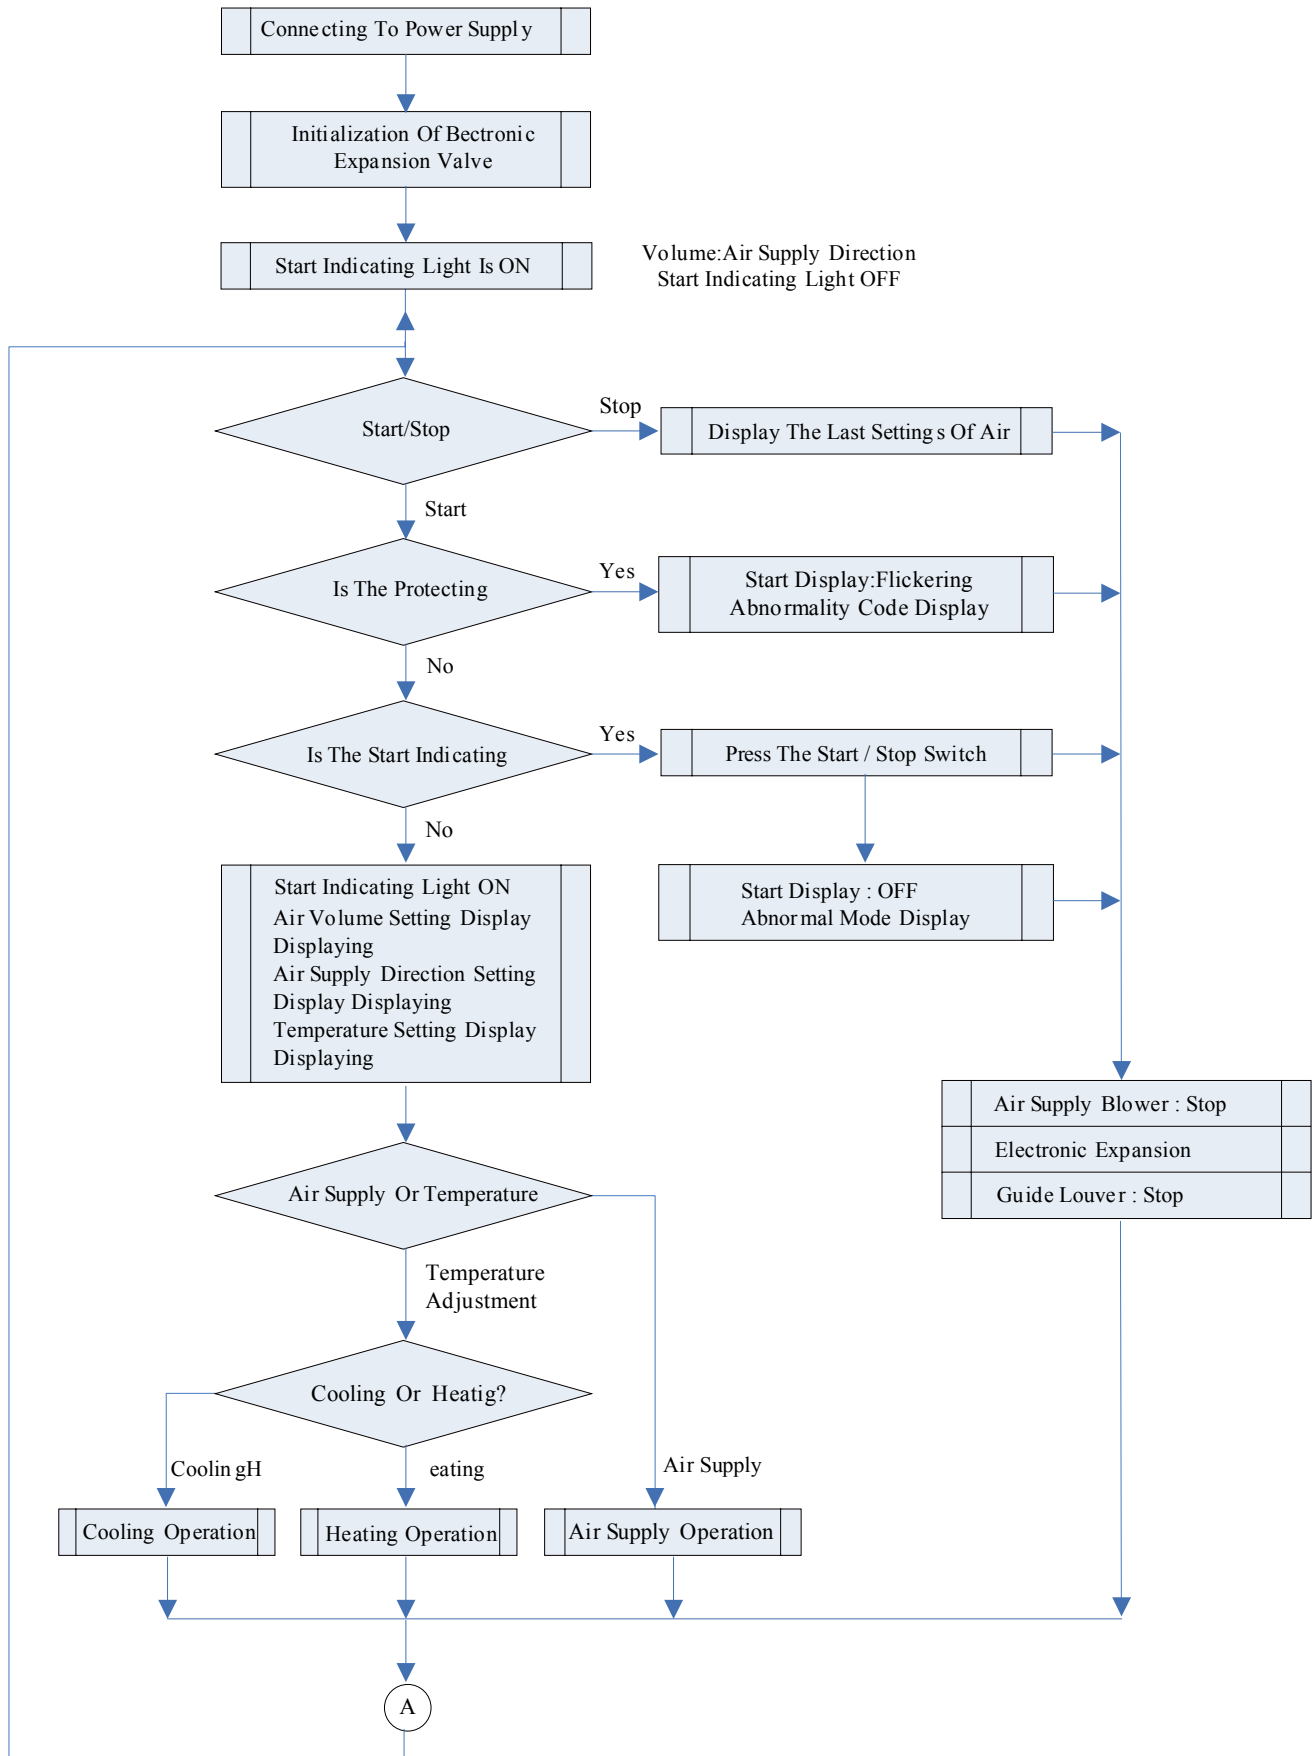 Connecting To Power Supply
Initialization Of Bectronic
Expansion Valve
Start Indicating Light Is ON
Volume:Air Supply Direction
Start Indicating Light OFF
Start/Stop
Stop
Display The Last Settings Of Air
Start
Is The Protecting
Yes
Start Display:Flickering
Abnormality Code Display
No
Is The Start Indicating
Yes
Press The Start / Stop Switch
No
Start Indicating Light ON
Air Volume Setting Display
Displaying
Air Supply Direction Setting
Display Displaying
Temperature Setting Display
Displaying
Start Display : OFF
Abnormal Mode Display
Air Supply Blower : Stop
Electronic Expansion
Guide Louver : Stop
Air Supply Or Temperature
Temperature
Adjustment
Cooling Or Heatig?
Coolin gH
eating
Air Supply
Cooling Operation
Heating Operation
Air Supply Operation
A